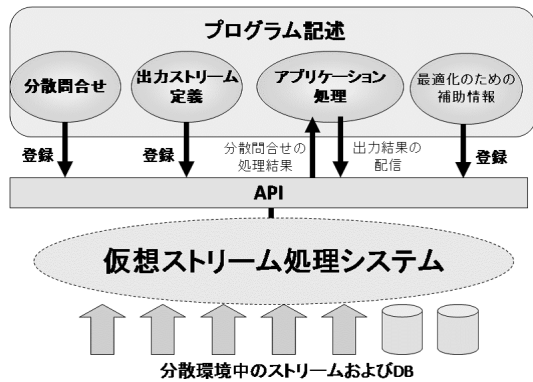 プログラム記述
分散問合せ
出力ストリーム
定義
アプリケーション
処理
最適化のための
補助情報
登録
登録
分散問合せの
処理結果
出力結果の
配信
登録
API
仮想ストリーム処理システム
分散環境中のストリームおよびDB